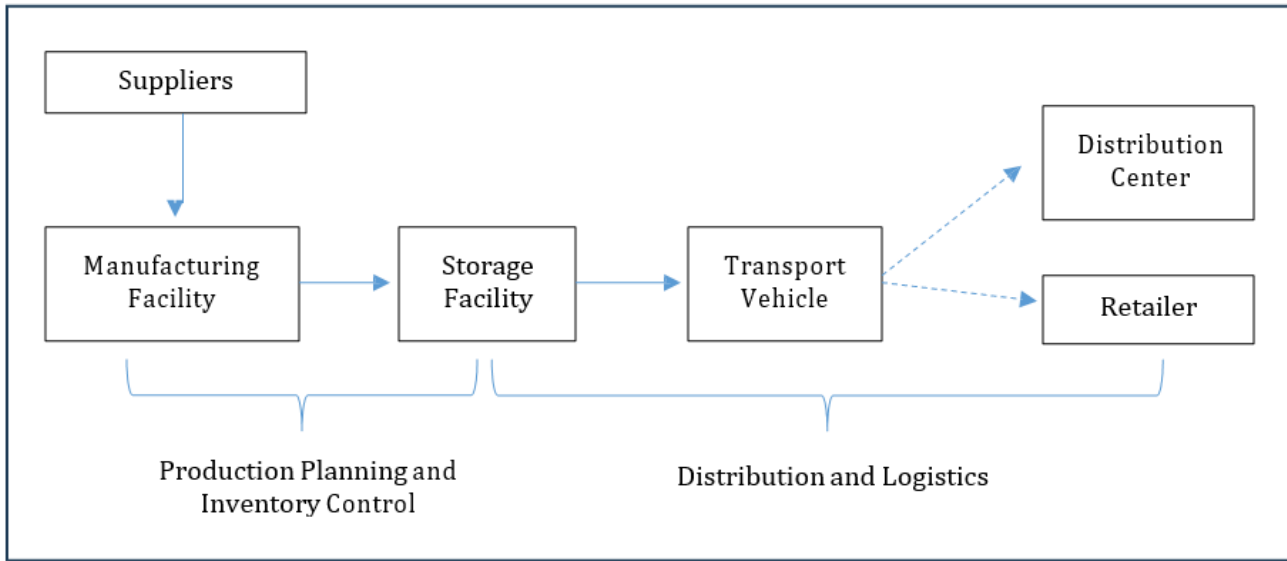 Suppliers
Distribution
Center
Manufacturing
Facility
Storage
Facility
Transport
Vehicle
Retailer
Production Planning and
Inventory Control
Distribution and Logistics